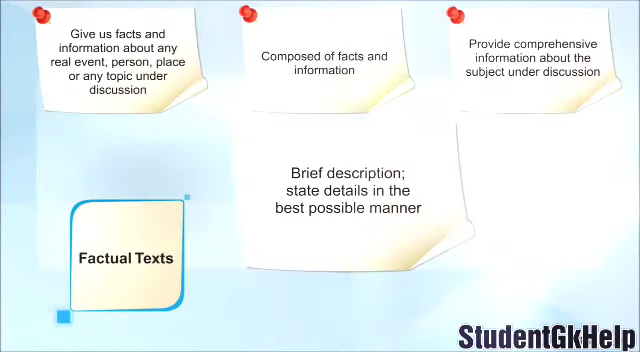 Give us facts and
information about any
real event, person, place
or any topic under
discussion
Composed of facts and
information
Provide comprehensive
information about the
subject under discussion
Brief description;
state details in the
best possible manner
Factual Texts
StudentGkHelp